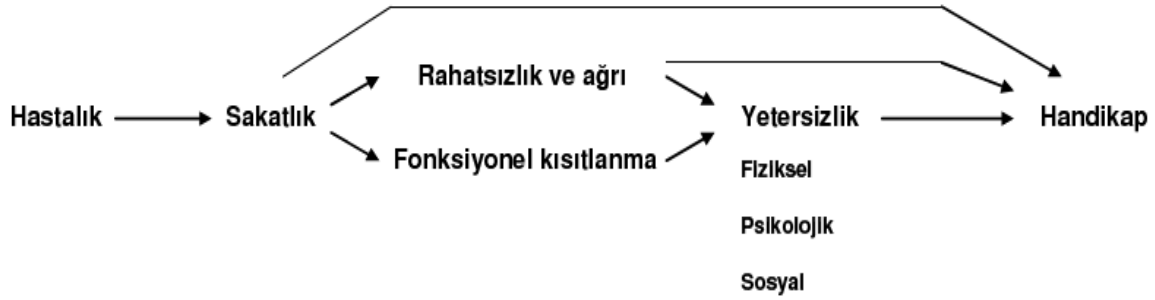 Rahatsızlık ve ağrı
Hastalık
Sakatlık
Yetersizlik
Handikap
Fonksiyonel kısıtlanma
Fiziksel
Psikolojik
Sosyal